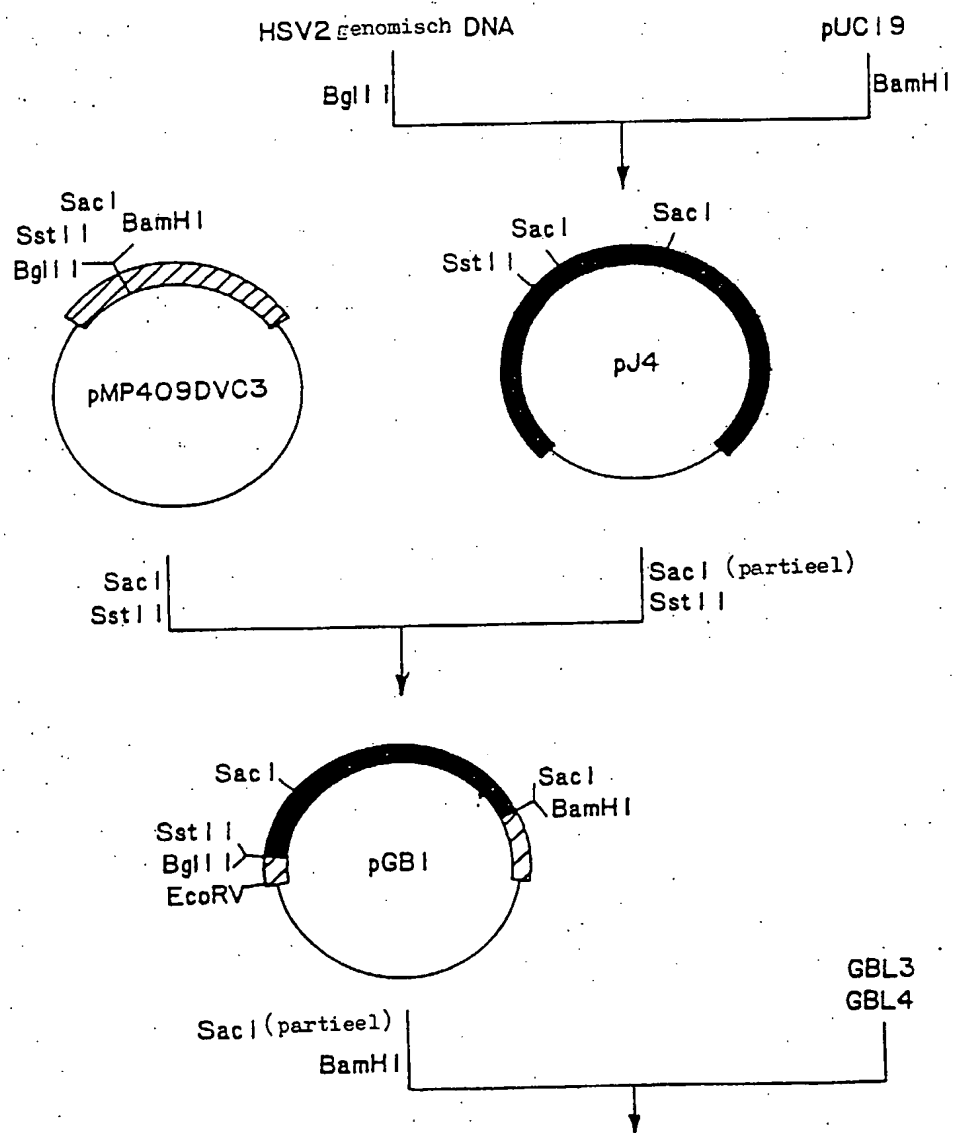 HSV2 genomisch DNA
pUC19
BglII
BamHI
SacI
SstII
BamHI
BglII
pMP409DVC3
SacI
SacI
SstII
pJ4
SacI
SstII
SacI (partieel)
SstII
SacI
SstII
BglII
EcoRV
pGB1
SacI
BamHI
GBL3
GBL4
SacI (partieel)
BamHI